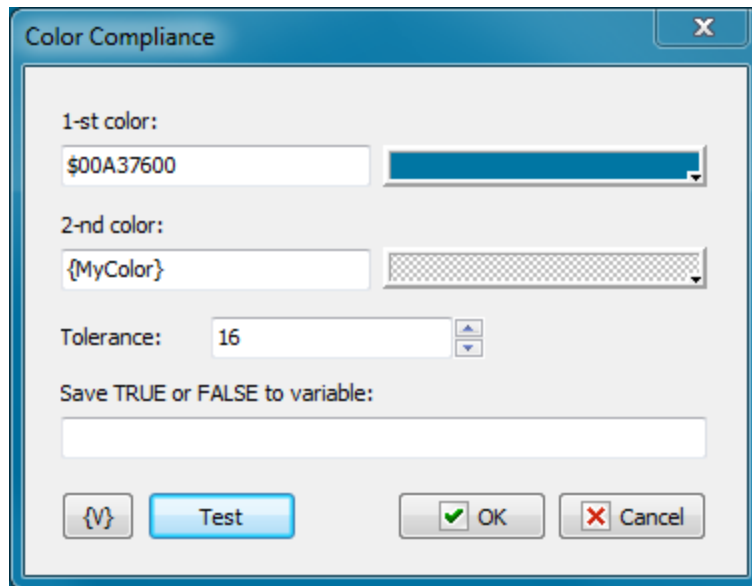 Color Compliance
1-st color:
$00A37600
2-nd color:
{MyColor}
Tolerance: 16
Save TRUE or FALSE to variable:
{V} Test OK Cancel